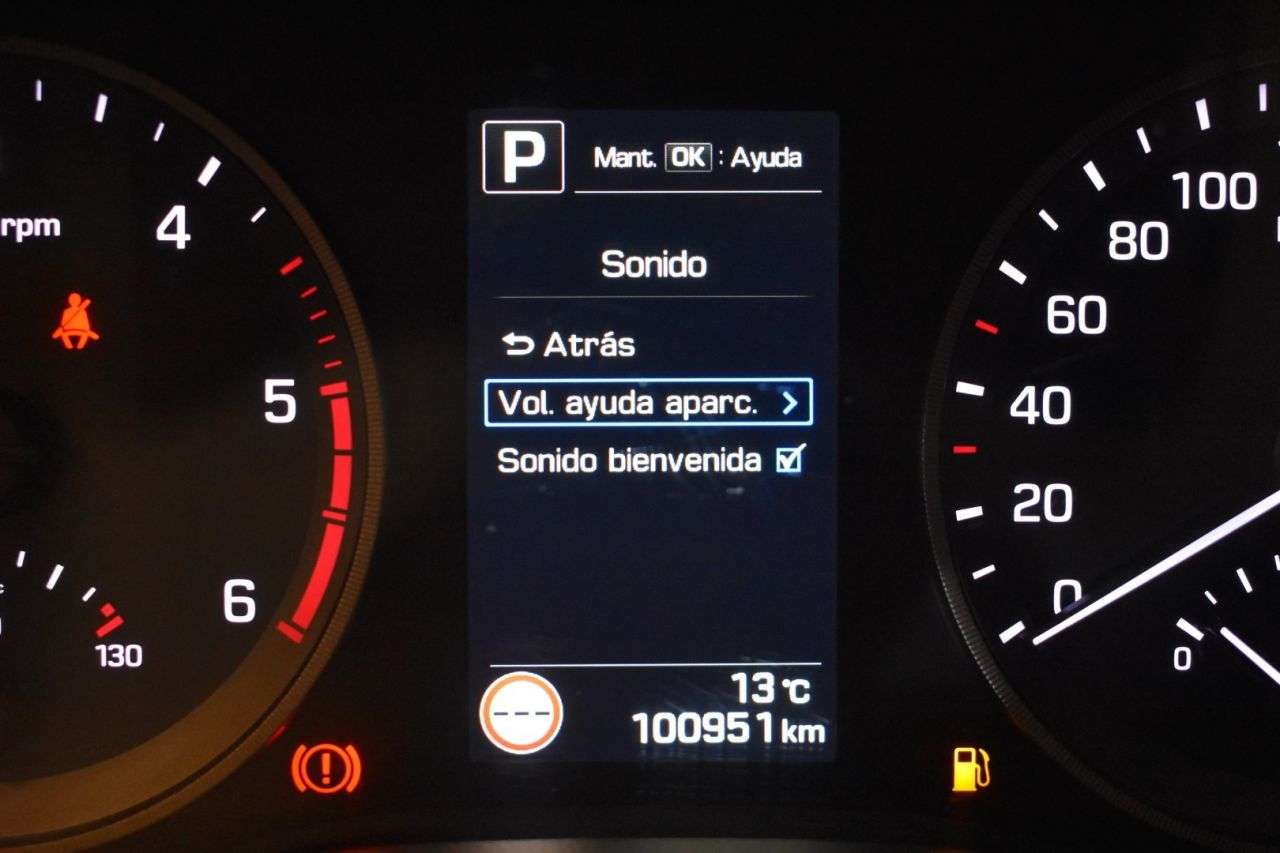 P
Mant. OK : Ayuda
Sonido
Atrás
Vol. ayuda aparc. >
Sonido bienvenida
---
13 °C
100951 km
rpm
4
5
6
130
100
80
60
40
20
0
0